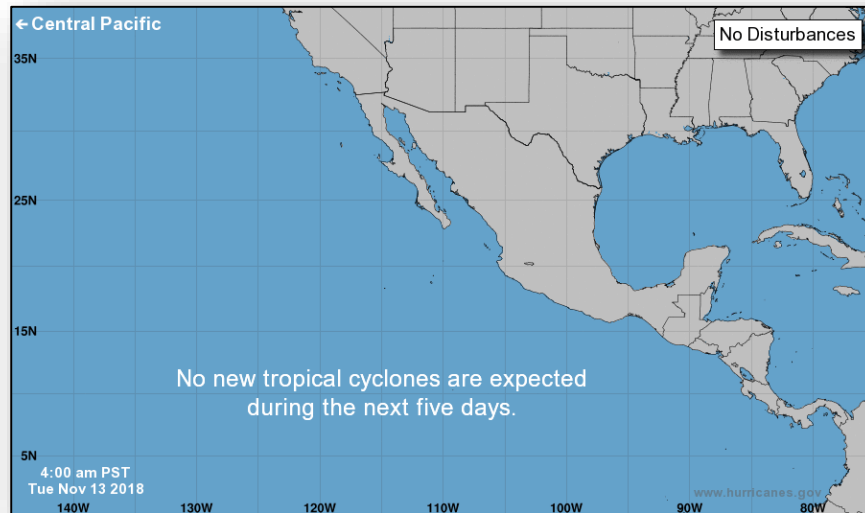 ← Central Pacific
No Disturbances
35N
25N
15N
No new tropical cyclones are expected
during the next five days.
5N
4:00 am PST
Tue Nov 13 2018
www.hurricanes.gov
140W 130W 120W 110W 100W 90W 80W